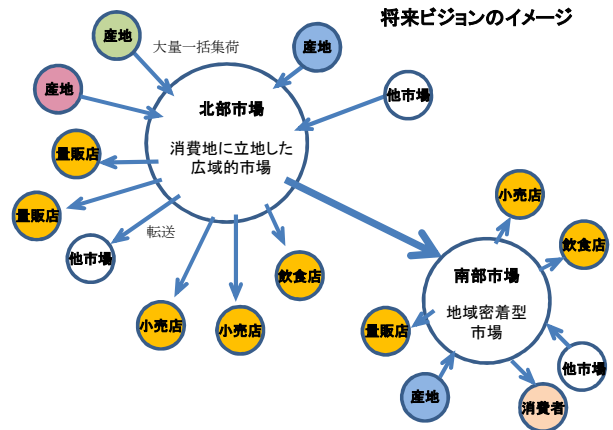 将来ビジョンのイメージ
産地
大量一括集荷
産地
産地
他市場
北部市場
消費地に立地した
広域的市場
量販店
量販店
転送
他市場
小売店
小売店
飲食店
小売店
飲食店
南部市場
地域密着型
市場
量販店
産地
他市場
消費者